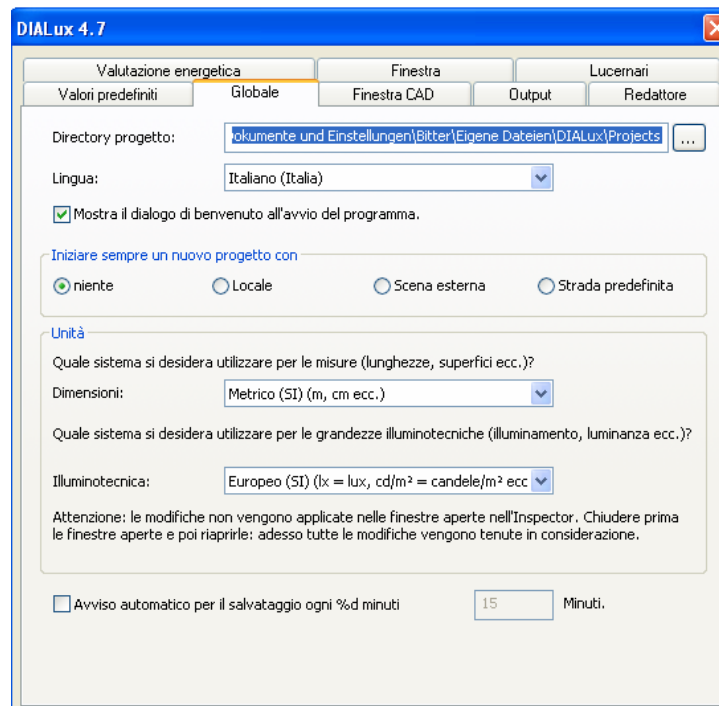 DIALux 4.7
Valutazione energetica Finestra Lucernari
Valori predefiniti Globale Finestra CAD Output Redattore
Directory progetto: okumente und Einstellungen\Bitter\Eigene Dateien\DIALux\Projects ...
Lingua: Italiano (Italia)
Mostra il dialogo di benvenuto all'avvio del programma.
Iniziare sempre un nuovo progetto con
niente Locale Scena esterna Strada predefinita
Unità
Quale sistema si desidera utilizzare per le misure (lunghezze, superfici ecc.)?
Dimensioni: Metrico (SI) (m, cm ecc.)
Quale sistema si desidera utilizzare per le grandezze illuminotecniche (illuminamento, luminanza ecc.)?
Illuminotecnica: Europeo (SI) (lx = lux, cd/m² = candele/m² ecc
Attenzione: le modifiche non vengono applicate nelle finestre aperte nell'Inspector. Chiudere prima
le finestre aperte e poi riaprirle: adesso tutte le modifiche vengono tenute in considerazione.
Avviso automatico per il salvataggio ogni %d minuti 15 Minuti.